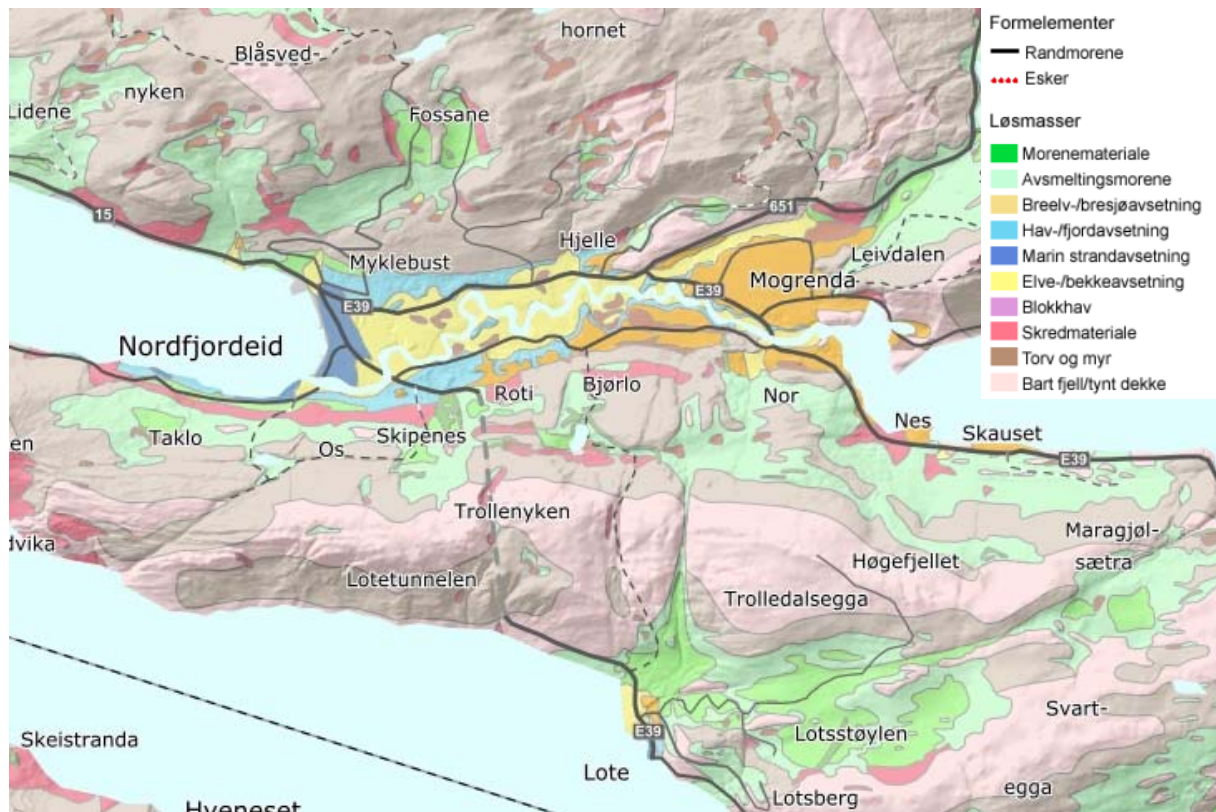 hornet
Blåsved-
nyken
Lidene
Fossane
15
651
Hjelle
Leivdalen
Myklebust
Mogrenda
E39
E39
Nordfjordeid
Roti
Bjørlo
Nor
Nes
Skauset
en
Taklo
Os
Skipenes
E39
Trollenyken
Maragjøl-
sætra
dvika
Høgefjellet
Lotetunnelen
Trolledalsegga
Svart-
egga
Skeistranda
Lotsstøylen
E39
Lote
Lotsberg
Hyeneset
Formelementer
Randmorene
Esker
Løsmasser
Morenemateriale
Avsmeltingsmorene
Breelv-/bresjøavsetning
Hav-/fjordavsetning
Marin strandavsetning
Elve-/bekkeavsetning
Blokkhav
Skredmateriale
Torv og myr
Bart fjell/tynt dekke